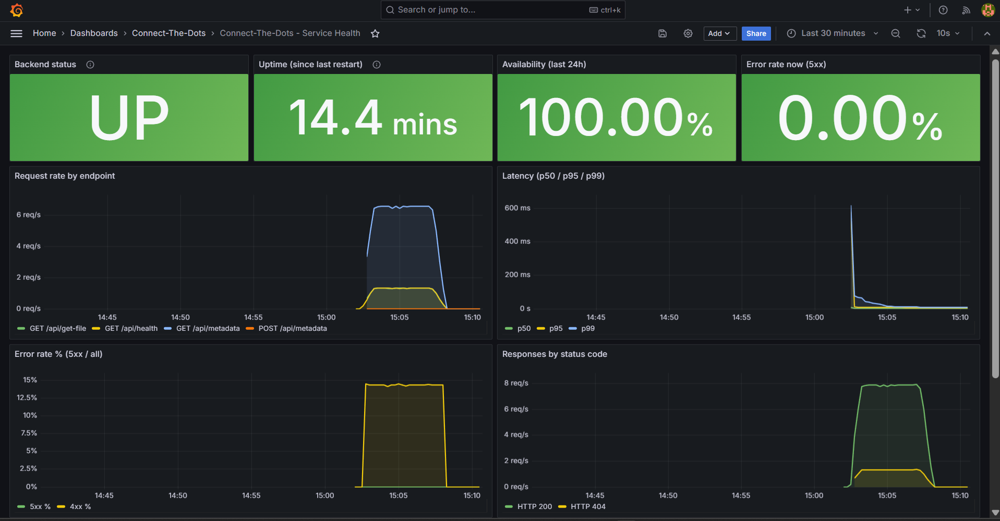 Search or jump to... ctrl+k
Home › Dashboards › Connect-The-Dots › Connect-The-Dots - Service Health
Add
Share
Last 30 minutes
10s
Backend status
UP
Uptime (since last restart)
14.4 mins
Availability (last 24h)
100.00%
Error rate now (5xx)
0.00%
Request rate by endpoint
6 req/s
4 req/s
2 req/s
0 req/s
14:45 14:50 14:55 15:00 15:05 15:10
GET /api/get-file GET /api/health GET /api/metadata POST /api/metadata
Latency (p50 / p95 / p99)
600 ms
400 ms
200 ms
0 s
14:45 14:50 14:55 15:00 15:05 15:10
p50 p95 p99
Error rate % (5xx / all)
15%
12.5%
10%
7.5%
5%
2.5%
0%
14:45 14:50 14:55 15:00 15:05 15:10
5xx % 4xx %
Responses by status code
8 req/s
6 req/s
4 req/s
2 req/s
0 req/s
14:45 14:50 14:55 15:00 15:05 15:10
HTTP 200 HTTP 404